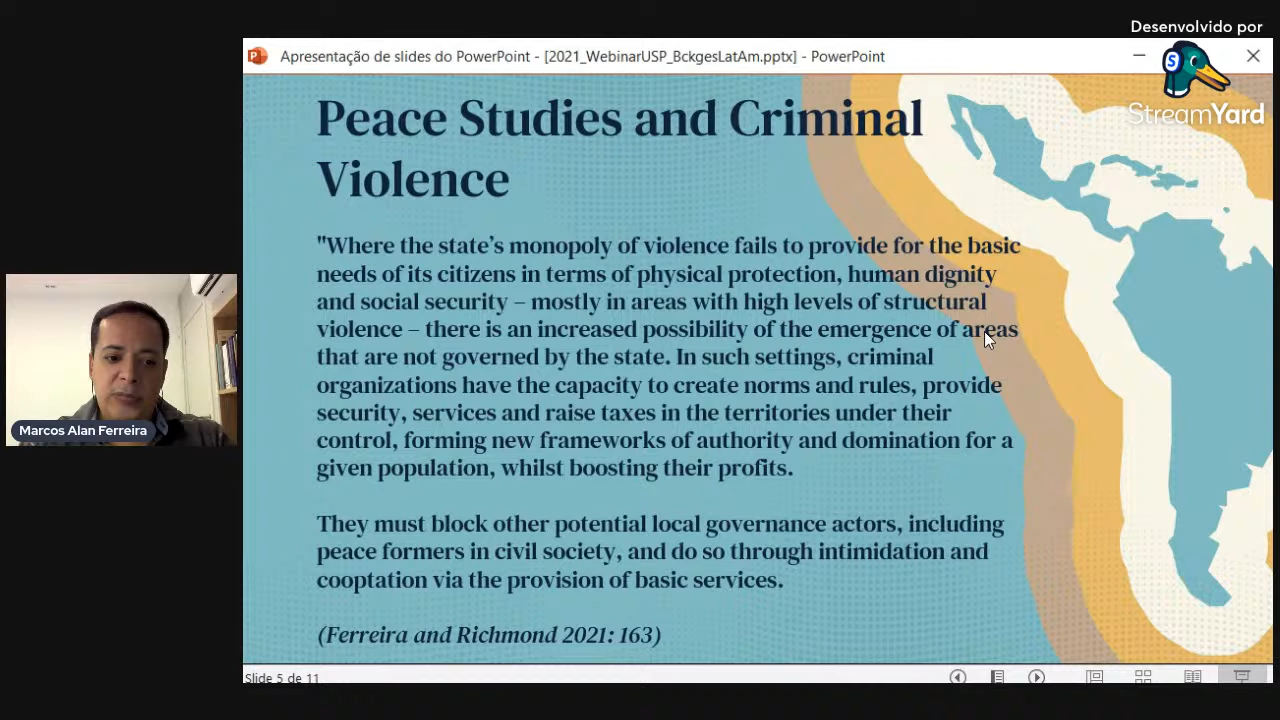 Desenvolvido por
Apresentação de slides do PowerPoint - [2021_WebinarUSP_BckgesLatAm.pptx] - PowerPoint
S
StreamYard
Peace Studies and Criminal
Violence
"Where the state's monopoly of violence fails to provide for the basic
needs of its citizens in terms of physical protection, human dignity
and social security – mostly in areas with high levels of structural
violence – there is an increased possibility of the emergence of areas
that are not governed by the state. In such settings, criminal
organizations have the capacity to create norms and rules, provide
security, services and raise taxes in the territories under their
control, forming new frameworks of authority and domination for a
given population, whilst boosting their profits.
They must block other potential local governance actors, including
peace formers in civil society, and do so through intimidation and
cooptation via the provision of basic services.
(Ferreira and Richmond 2021: 163)
Marcos Alan Ferreira
Slide 5 de 11